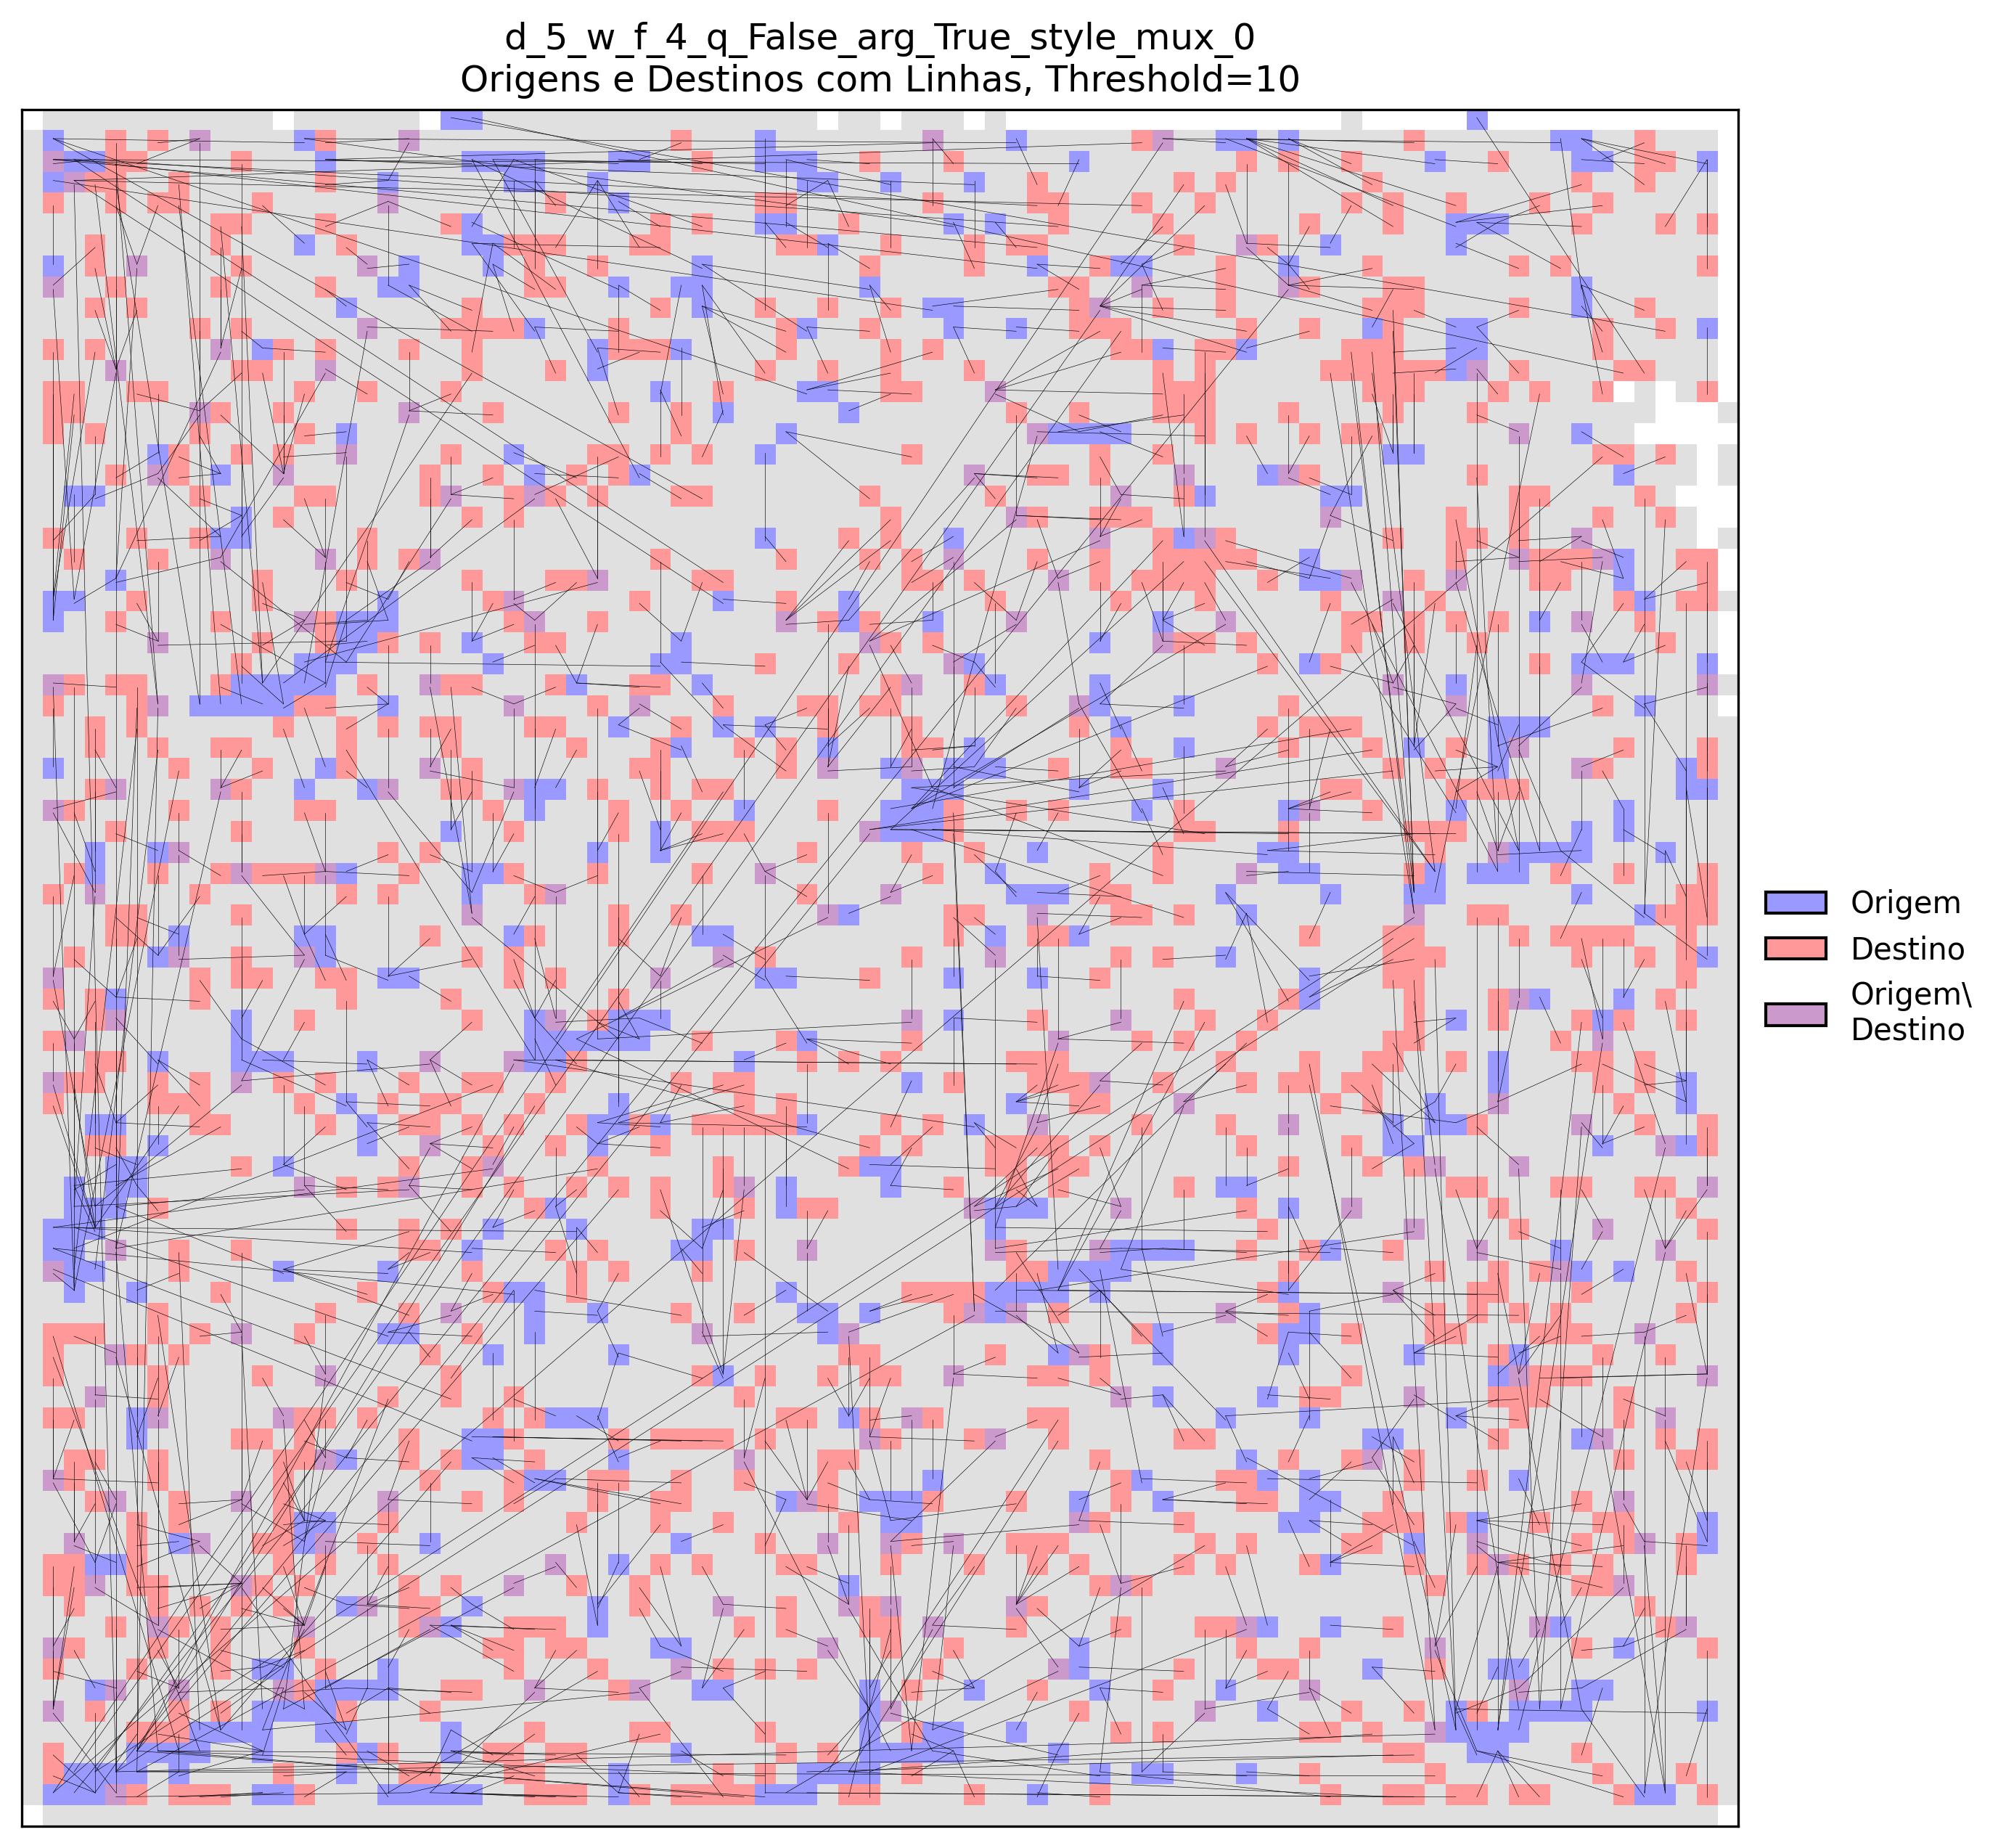 d_5_w_f_4_q_False_arg_True_style_mux_0
Origens e Destinos com Linhas, Threshold=10
Origem
Destino
Origem\
Destino